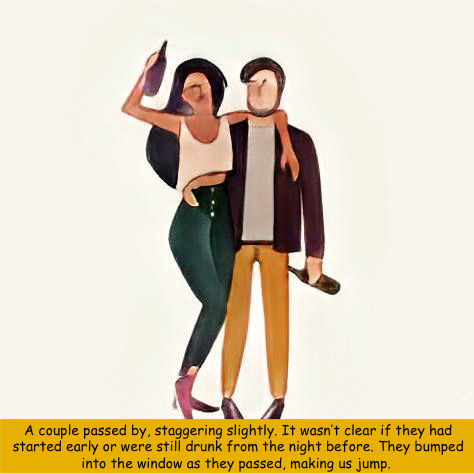 A couple passed by, staggering slightly. It wasn't clear if they had
started early or were still drunk from the night before. They bumped
into the window as they passed, making us jump.